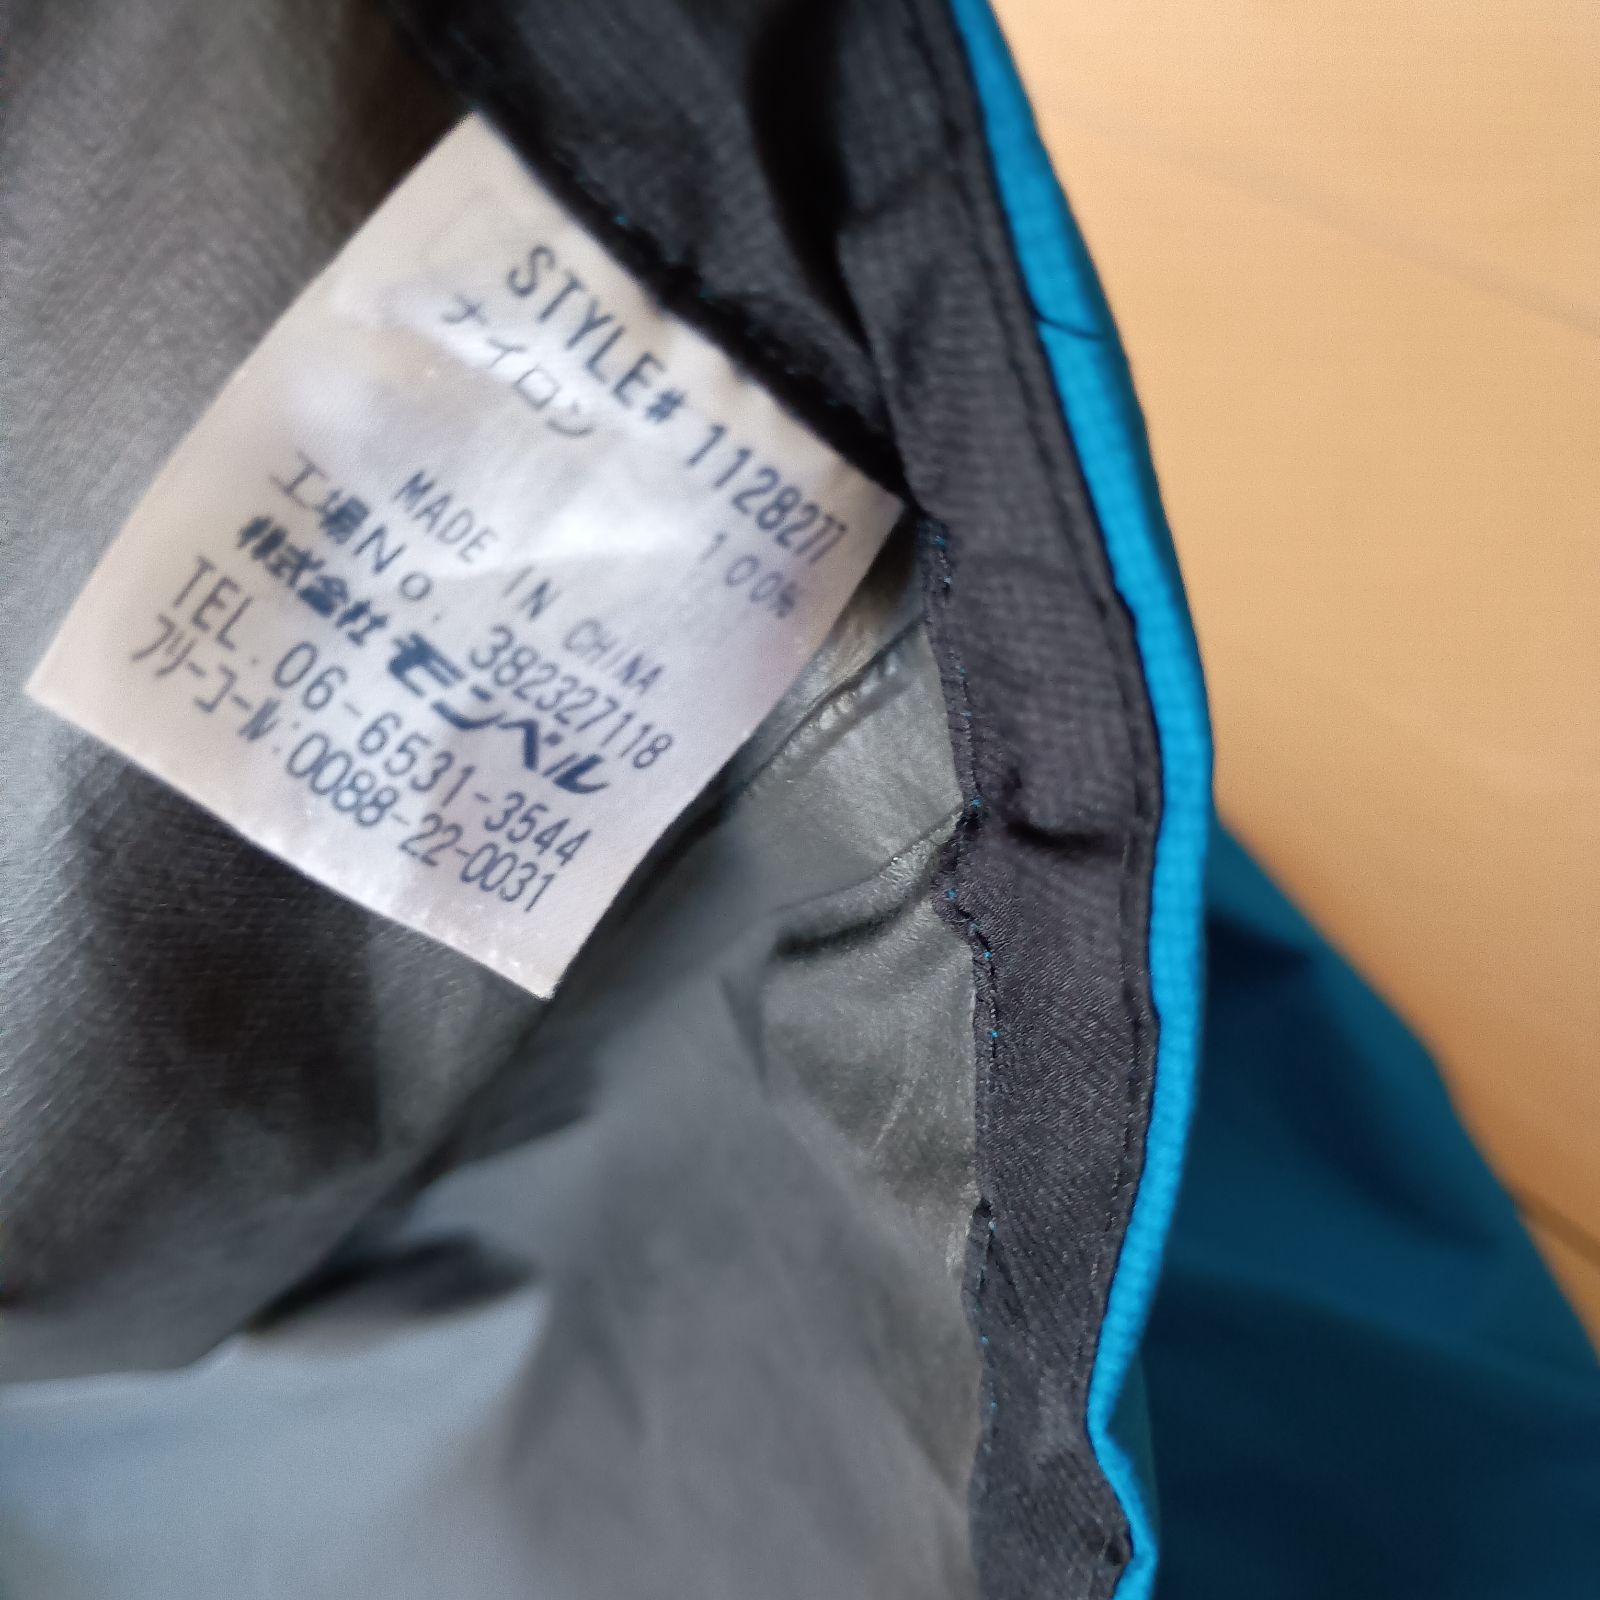 STYLE# 1128277
ナイロン 100%
MADE IN CHINA
工場No. 382327118
株式会社モンベル
TEL.06-6531-3544
フリーコール:0088-22-0031